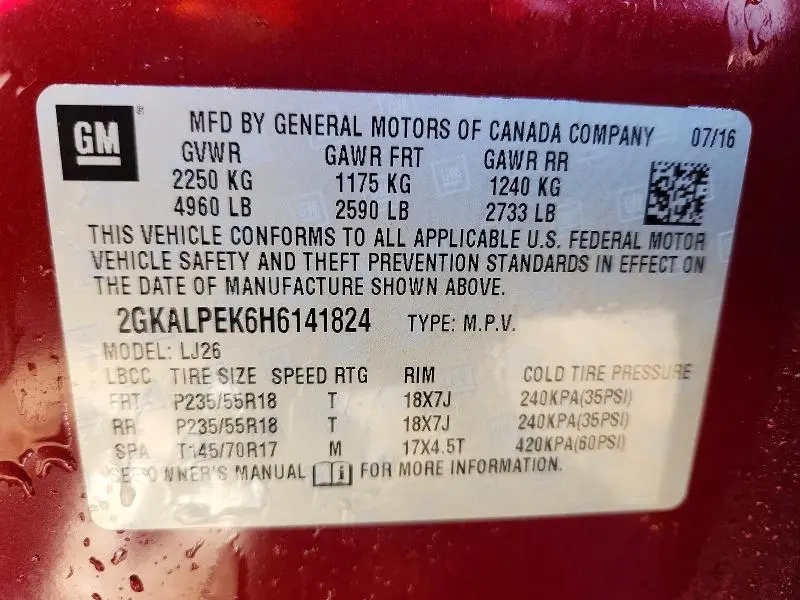 GM ®
MFD BY GENERAL MOTORS OF CANADA COMPANY 07/16
GVWR GAWR FRT GAWR RR
2250 KG 1175 KG 1240 KG
4960 LB 2590 LB 2733 LB
THIS VEHICLE CONFORMS TO ALL APPLICABLE U.S. FEDERAL MOTOR
VEHICLE SAFETY AND THEFT PREVENTION STANDARDS IN EFFECT ON
THE DATE OF MANUFACTURE SHOWN ABOVE.
2GKALPEK6H6141824 TYPE: M.P.V.
MODEL: LJ26
LBCC TIRE SIZE SPEED RTG RIM COLD TIRE PRESSURE
FRT P235/55R18 T 18X7J 240KPA(35PSI)
RR P235/55R18 T 18X7J 240KPA(35PSI)
SPA T145/70R17 M 17X4.5T 420KPA(60PSI)
SEE OWNER'S MANUAL i FOR MORE INFORMATION.